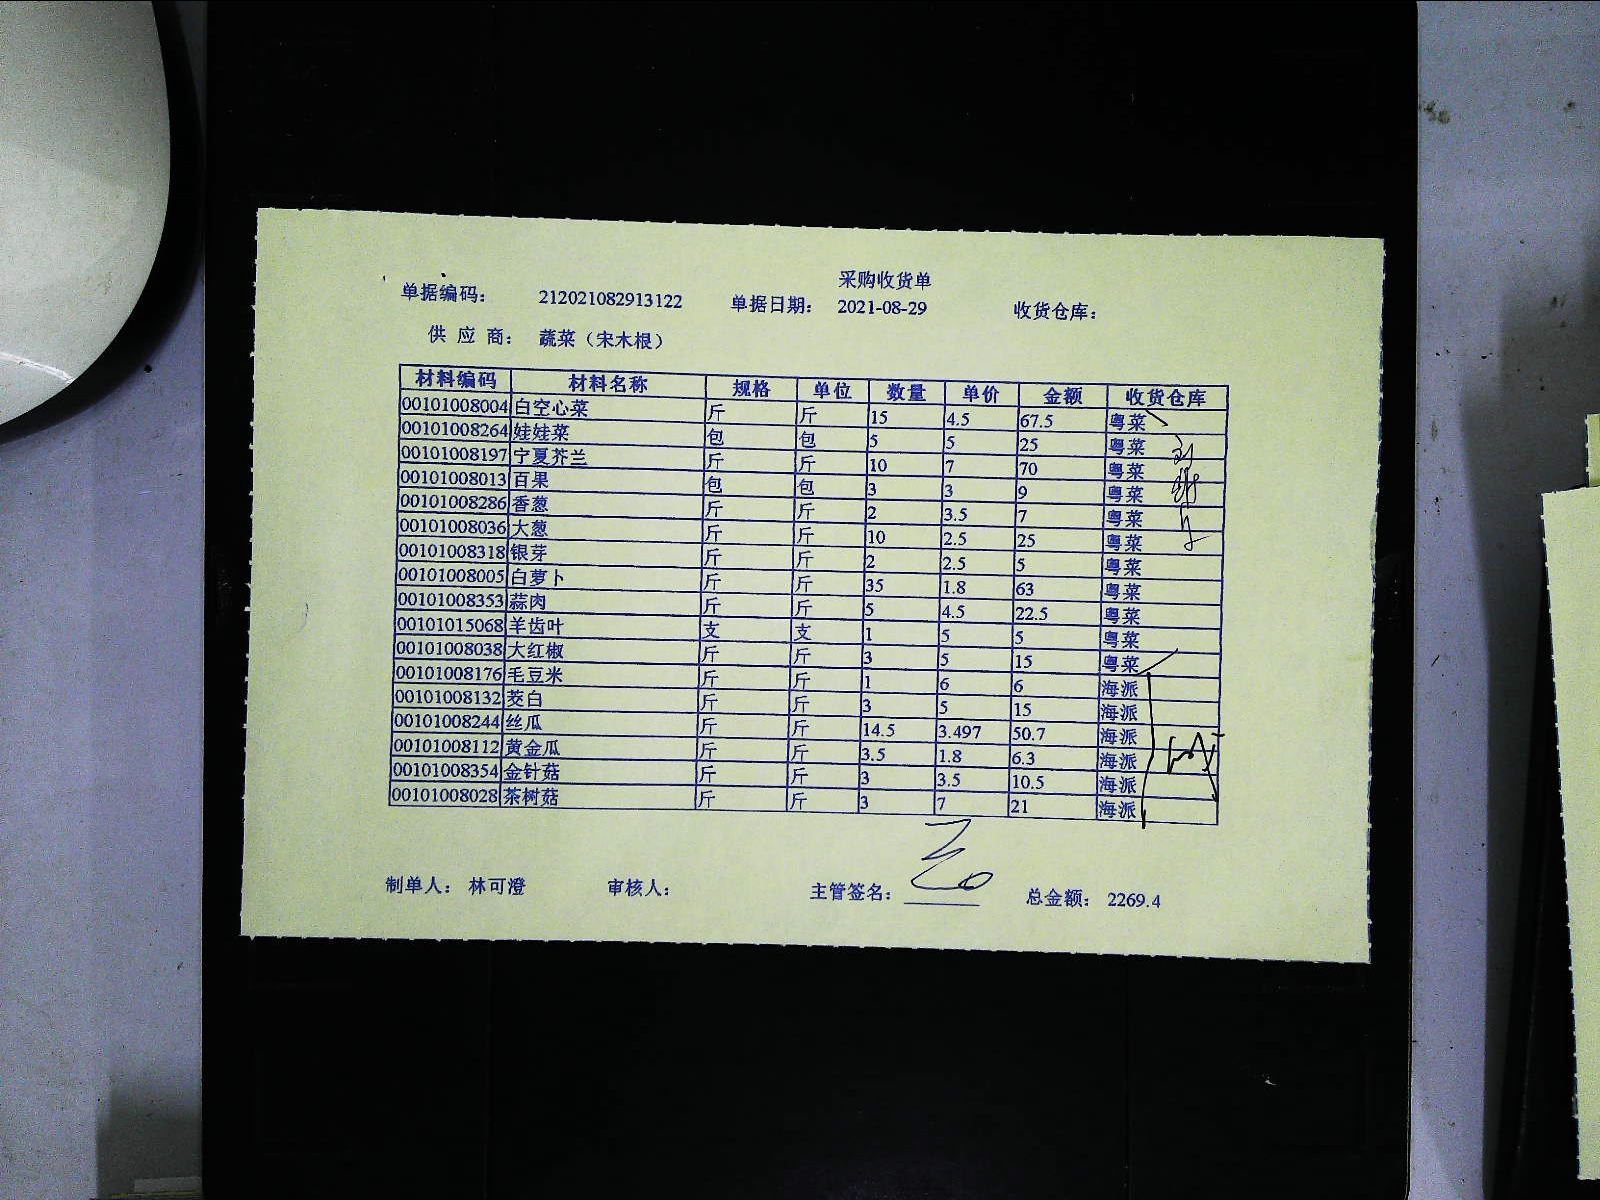 采购收货单
单据编码： 212021082913122 单据日期： 2021-08-29 收货仓库：
供 应 商： 蔬菜（宋木根）
材料编码 材料名称 规格 单位 数量 单价 金额 收货仓库
00101008004 白空心菜 斤 斤 15 4.5 67.5 粤菜
00101008264 娃娃菜 包 包 5 5 25 粤菜
00101008197 宁夏芥兰 斤 斤 10 7 70 粤菜
00101008013 百果 包 包 3 3 9 粤菜
00101008286 香葱 斤 斤 2 3.5 7 粤菜
00101008036 大葱 斤 斤 10 2.5 25 粤菜
00101008318 银芽 斤 斤 2 2.5 5 粤菜
00101008005 白萝卜 斤 斤 35 1.8 63 粤菜
00101008353 蒜肉 斤 斤 5 4.5 22.5 粤菜
00101015068 羊齿叶 支 支 1 5 5 粤菜
00101008038 大红椒 斤 斤 3 5 15 粤菜
00101008176 毛豆米 斤 斤 1 6 6 海派
00101008132 茭白 斤 斤 3 5 15 海派
00101008244 丝瓜 斤 斤 14.5 3.497 50.7 海派
00101008112 黄金瓜 斤 斤 3.5 1.8 6.3 海派
00101008354 金针菇 斤 斤 3 3.5 10.5 海派
00101008028 茶树菇 斤 斤 3 7 21 海派
制单人： 林可澄 审核人： 主管签名： 总金额： 2269.4